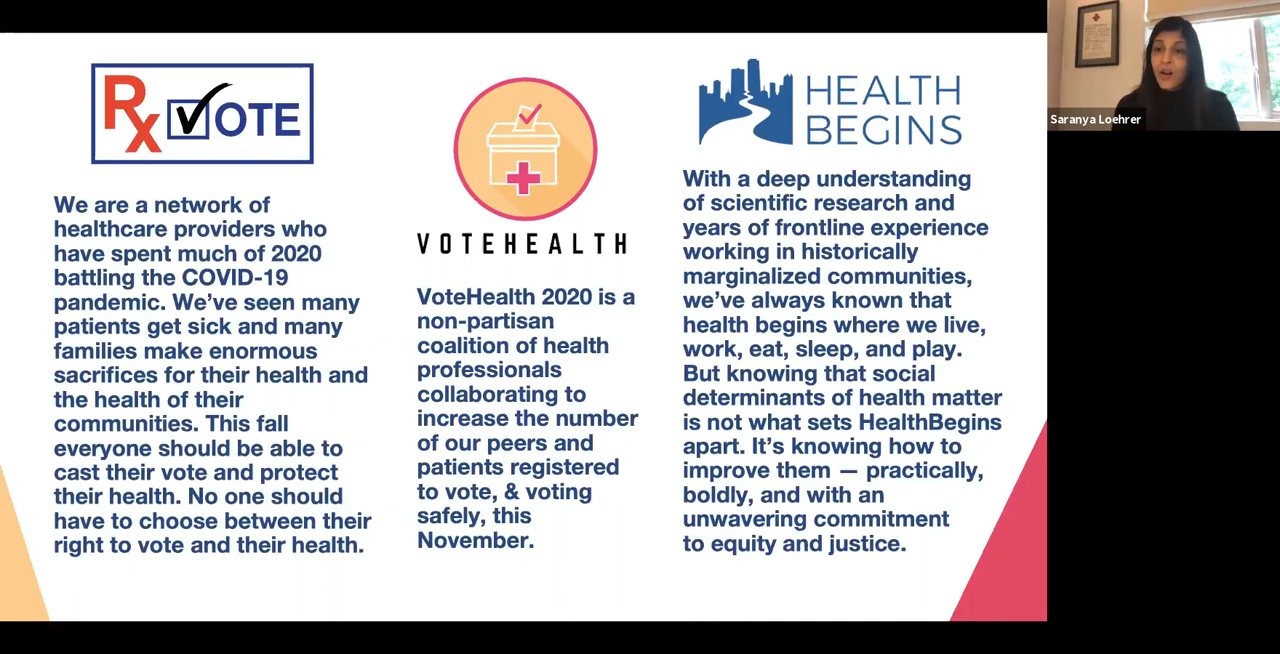 Rx VOTE
We are a network of
healthcare providers who
have spent much of 2020
battling the COVID-19
pandemic. We’ve seen many
patients get sick and many
families make enormous
sacrifices for their health and
the health of their
communities. This fall
everyone should be able to
cast their vote and protect
their health. No one should
have to choose between their
right to vote and their health.
VOTEHEALTH
VoteHealth 2020 is a
non-partisan
coalition of health
professionals
collaborating to
increase the number
of our peers and
patients registered
to vote, & voting
safely, this
November.
HEALTH
BEGINS
With a deep understanding
of scientific research and
years of frontline experience
working in historically
marginalized communities,
we’ve always known that
health begins where we live,
work, eat, sleep, and play.
But knowing that social
determinants of health matter
is not what sets HealthBegins
apart. It’s knowing how to
improve them — practically,
boldly, and with an
unwavering commitment
to equity and justice.
Saranya Loehrer